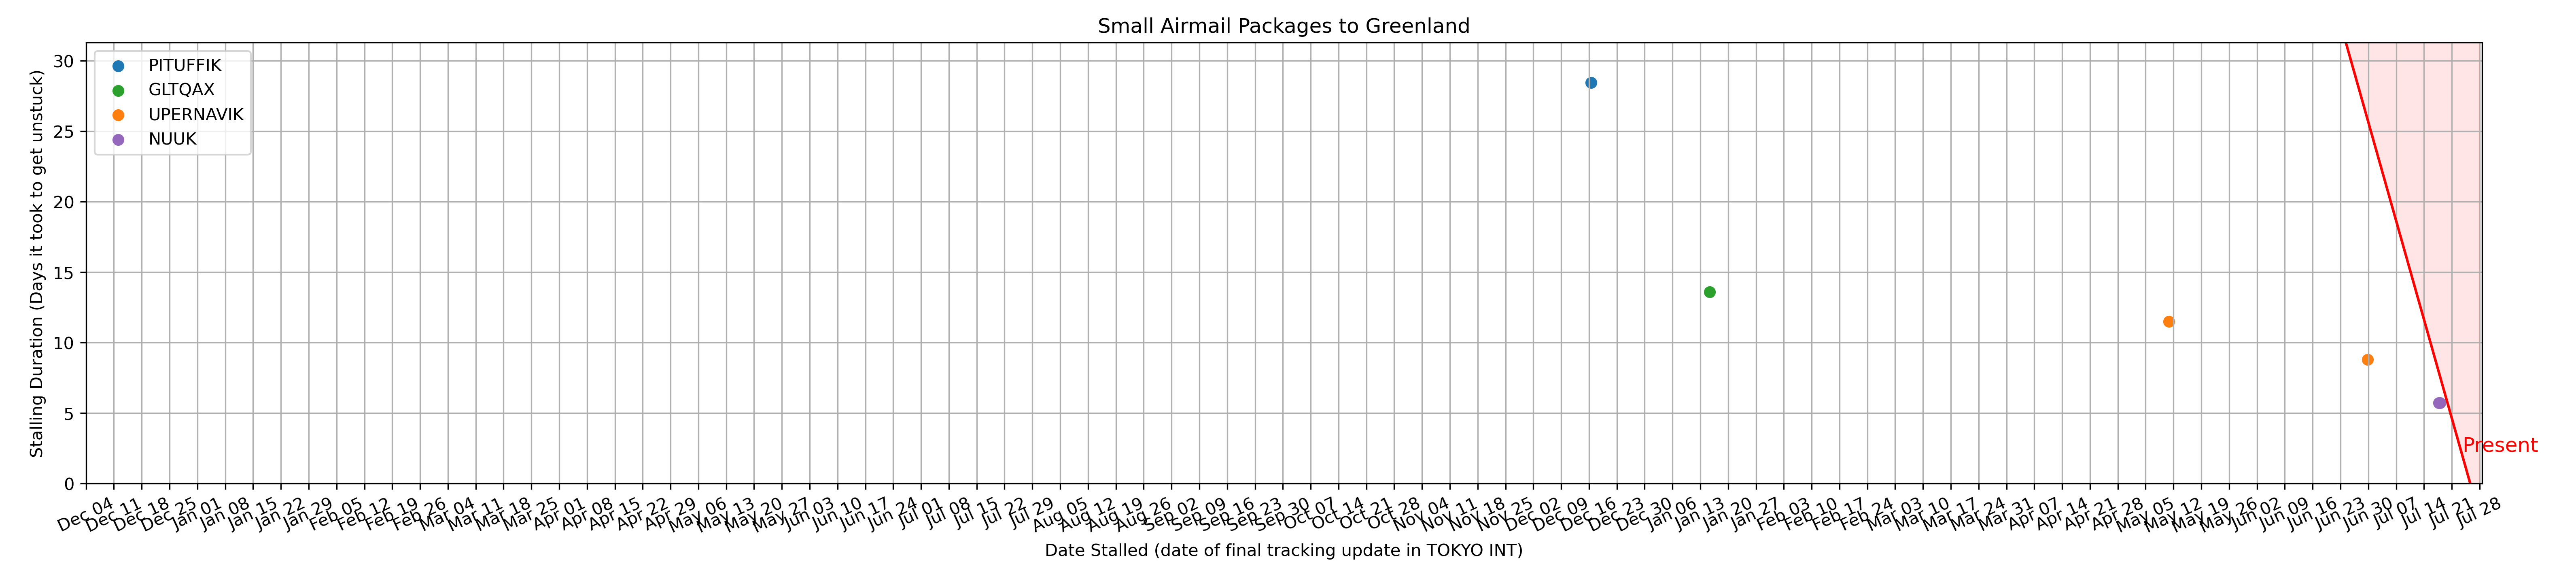 Small Airmail Packages to Greenland
PITUFFIK
GLTQAX
UPERNAVIK
NUUK
Stalling Duration (Days it took to get unstuck)
30
25
20
15
10
5
0
Dec 04
Dec 11
Dec 18
Dec 25
Jan 01
Jan 08
Jan 15
Jan 22
Jan 29
Feb 05
Feb 12
Feb 19
Feb 26
Mar 04
Mar 11
Mar 18
Mar 25
Apr 01
Apr 08
Apr 15
Apr 22
Apr 29
May 06
May 13
May 20
May 27
Jun 03
Jun 10
Jun 17
Jun 24
Jul 01
Jul 08
Jul 15
Jul 22
Jul 29
Aug 05
Aug 12
Aug 19
Aug 26
Sep 02
Sep 09
Sep 16
Sep 23
Sep 30
Oct 07
Oct 14
Oct 21
Oct 28
Nov 04
Nov 11
Nov 18
Nov 25
Dec 02
Dec 09
Dec 16
Dec 23
Dec 30
Jan 06
Jan 13
Jan 20
Jan 27
Feb 03
Feb 10
Feb 17
Feb 24
Mar 03
Mar 10
Mar 17
Mar 24
Mar 31
Apr 07
Apr 14
Apr 21
Apr 28
May 05
May 12
May 19
May 26
Jun 02
Jun 09
Jun 16
Jun 23
Jun 30
Jul 07
Jul 14
Jul 21
Jul 28
Present
Date Stalled (date of final tracking update in TOKYO INT)